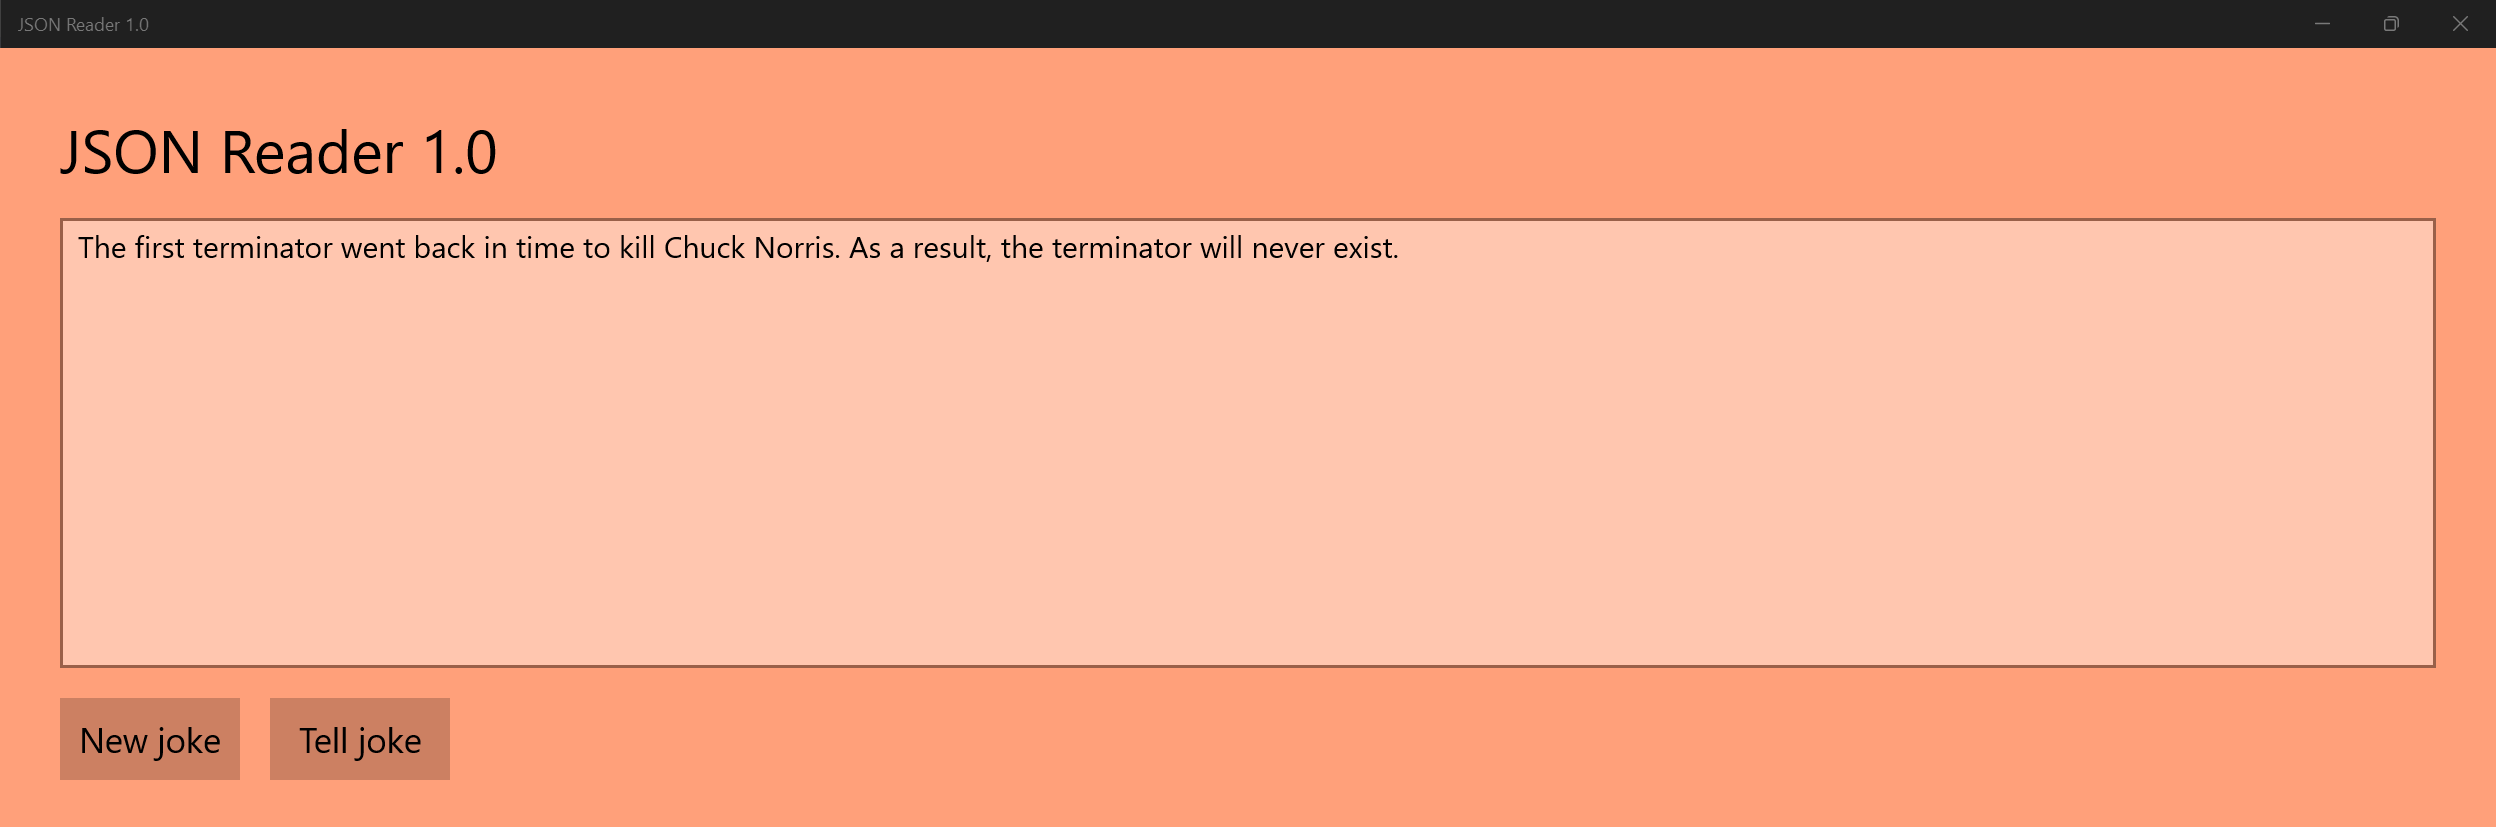 JSON Reader 1.0
JSON Reader 1.0
The first terminator went back in time to kill Chuck Norris. As a result, the terminator will never exist.
New joke
Tell joke